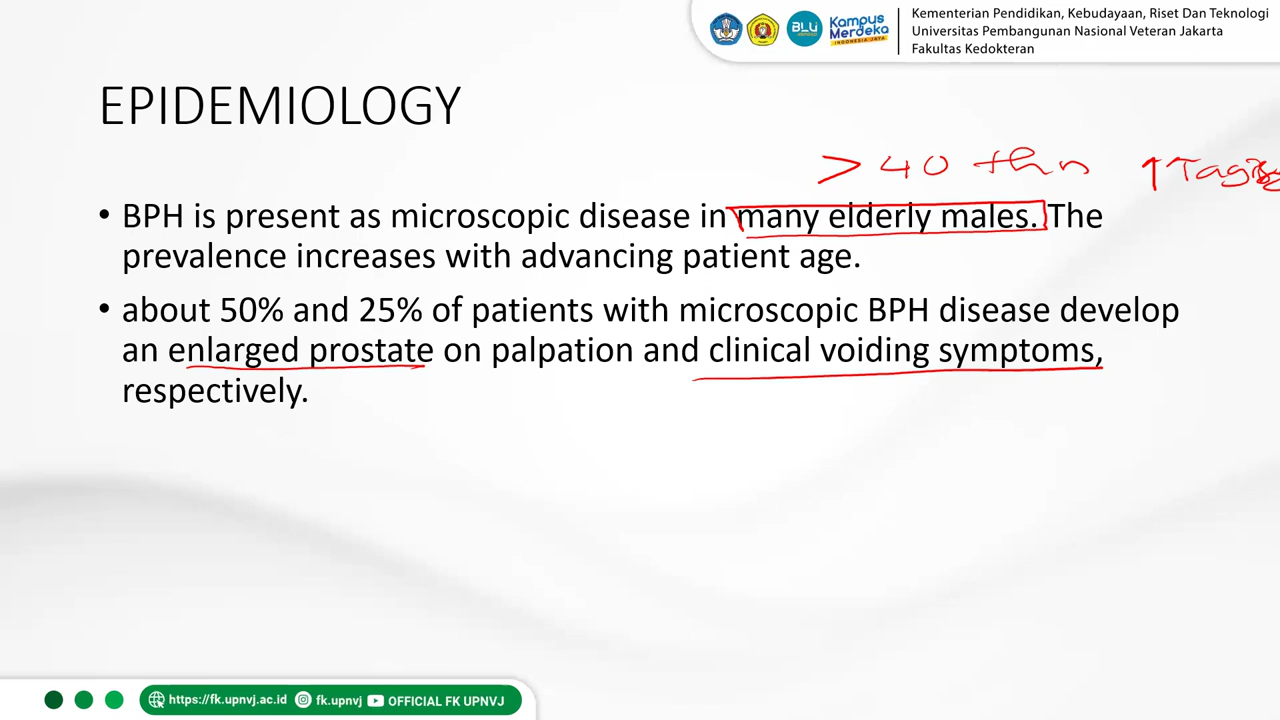 Kampus
Merdeka
INDONESIA JAYA
BLU
Kementerian Pendidikan, Kebudayaan, Riset Dan Teknologi
Universitas Pembangunan Nasional Veteran Jakarta
Fakultas Kedokteran
EPIDEMIOLOGY
> 40 thn ↑
• BPH is present as microscopic disease in many elderly males. The
prevalence increases with advancing patient age.
• about 50% and 25% of patients with microscopic BPH disease develop
an enlarged prostate on palpation and clinical voiding symptoms,
respectively.
https://fk.upnvj.ac.id fk.upnvj OFFICIAL FK UPNVJ